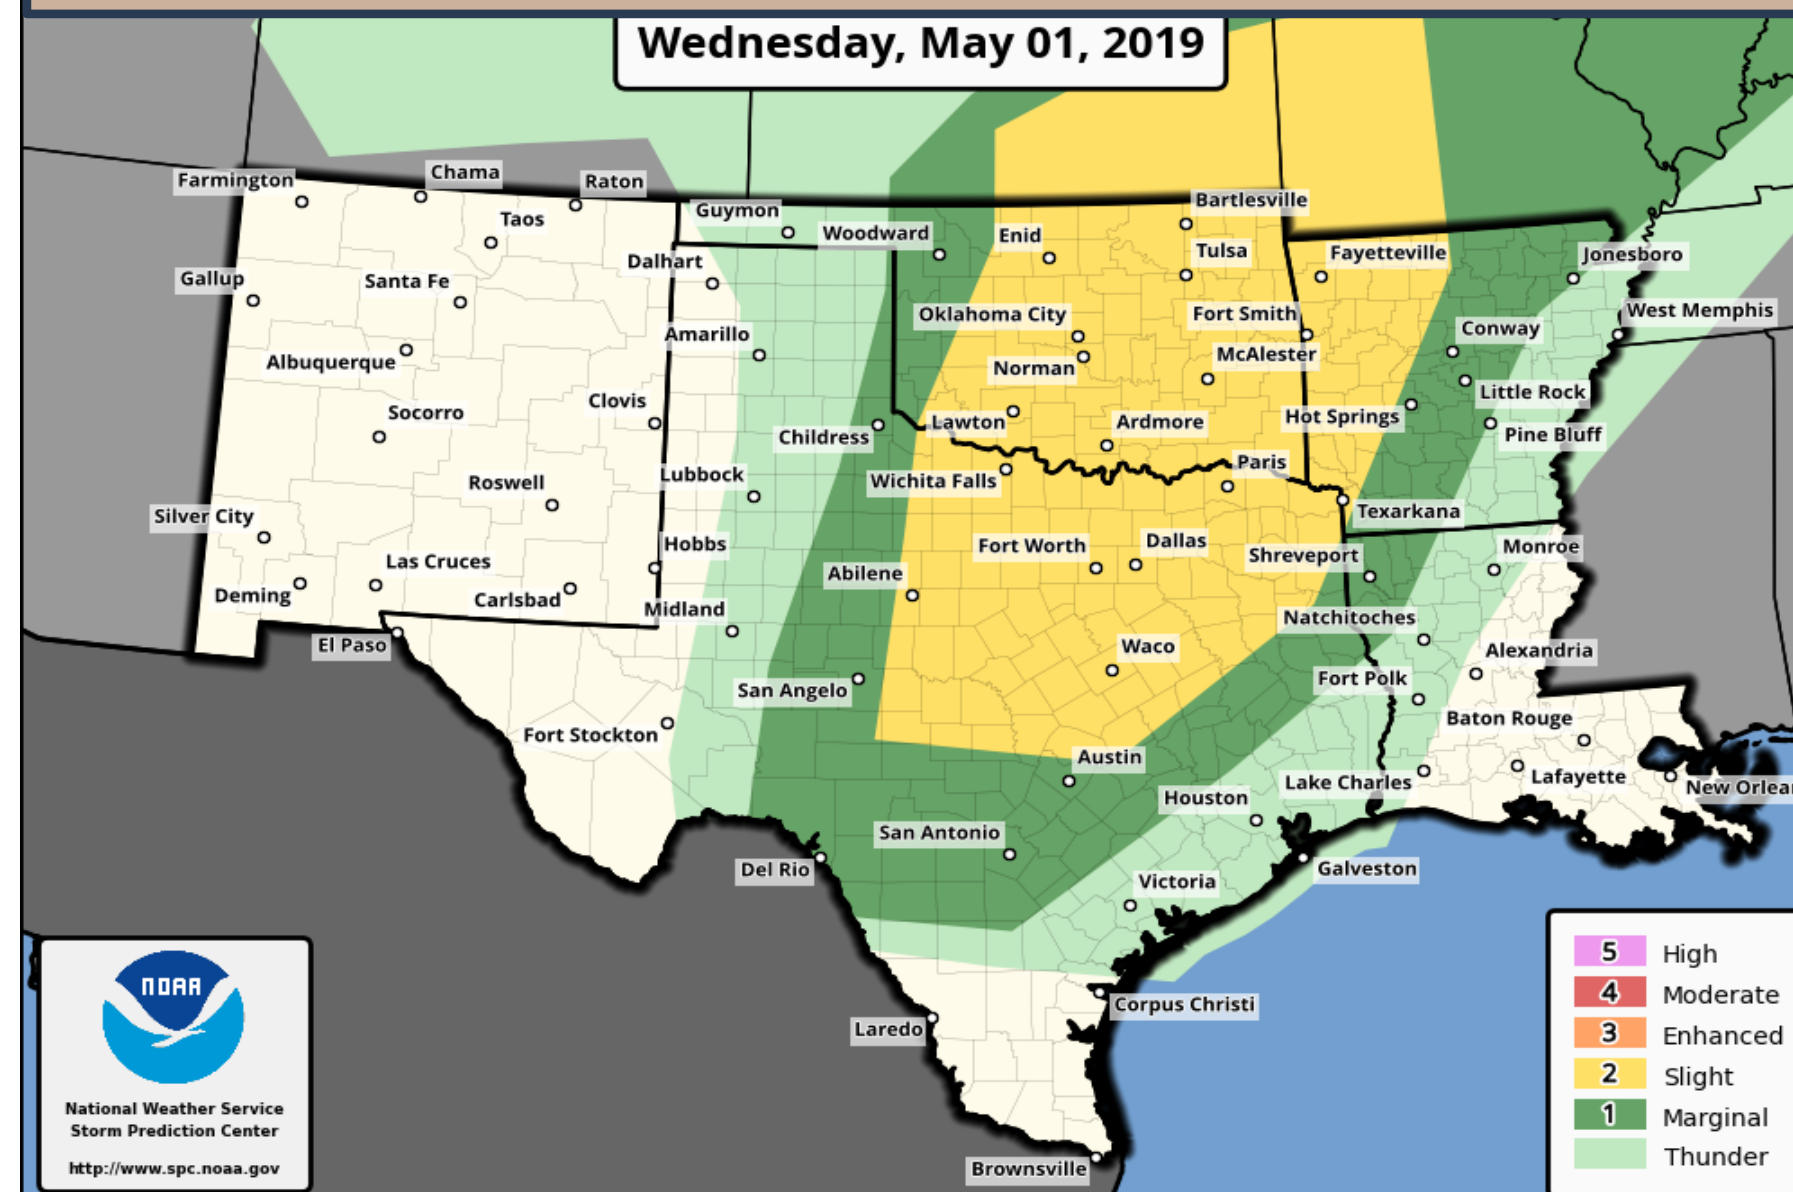 Wednesday, May 01, 2019
Farmington
Chama
Raton
Taos
Guymon
Woodward
Bartlesville
Enid
Tulsa
Fayetteville
Jonesboro
Gallup
Santa Fe
Dalhart
Amarillo
Oklahoma City
Fort Smith
West Memphis
Albuquerque
Norman
McAlester
Conway
Socorro
Clovis
Childress
Lawton
Ardmore
Hot Springs
Little Rock
Pine Bluff
Roswell
Lubbock
Wichita Falls
Paris
Silver City
Texarkana
Las Cruces
Hobbs
Fort Worth
Dallas
Shreveport
Monroe
Deming
Carlsbad
Abilene
Midland
Natchitoches
El Paso
Waco
Alexandria
San Angelo
Fort Polk
Fort Stockton
Baton Rouge
Austin
Lake Charles
Lafayette
New Orlea
Houston
San Antonio
Del Rio
Victoria
Galveston
Corpus Christi
Laredo
Brownsville
NOAA
National Weather Service
Storm Prediction Center
http://www.spc.noaa.gov
5 High
4 Moderate
3 Enhanced
2 Slight
1 Marginal
Thunder